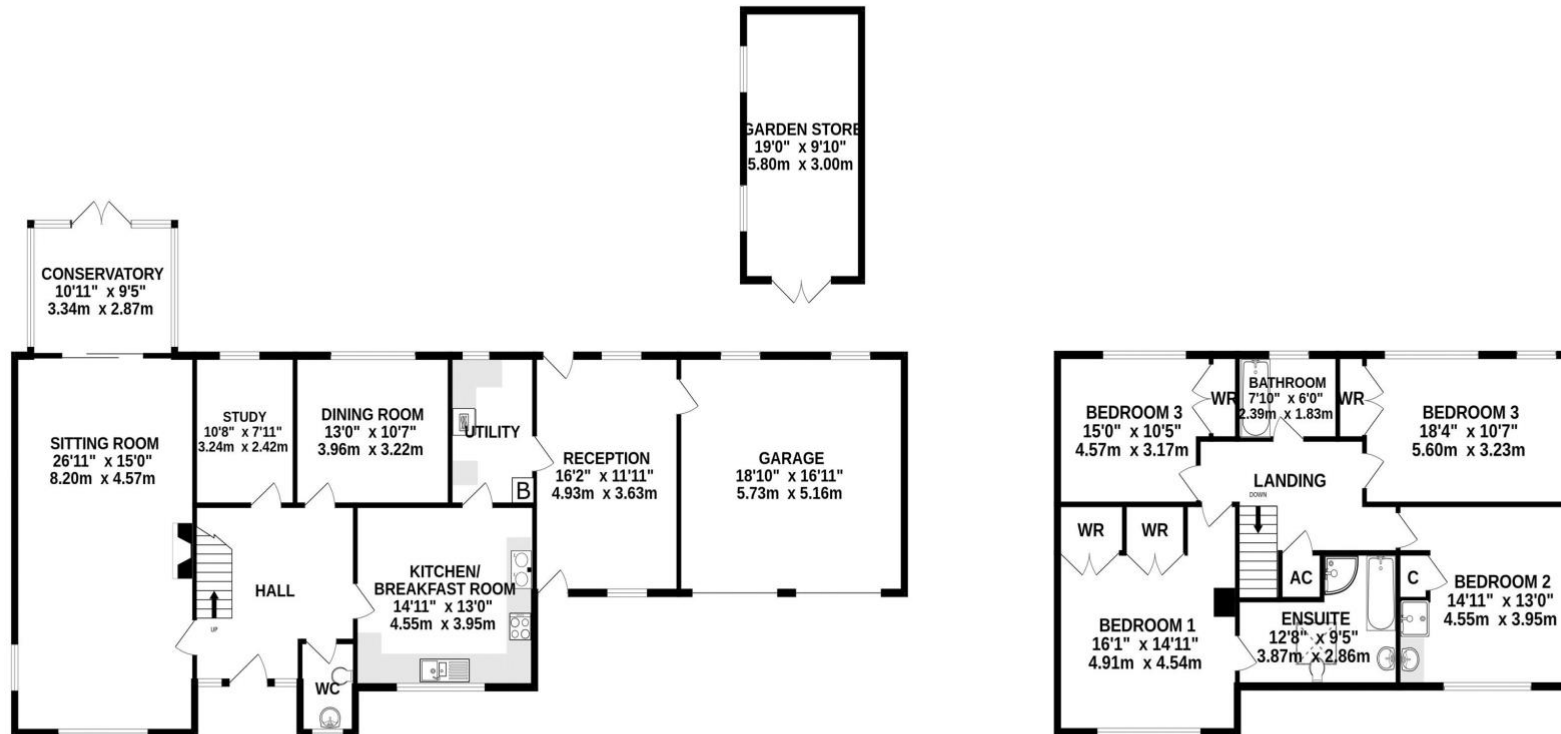 GARDEN STORE
19'0" x 9'10"
5.80m x 3.00m
CONSERVATORY
10'11" x 9'5"
3.34m x 2.87m
SITTING ROOM
26'11" x 15'0"
8.20m x 4.57m
STUDY
10'8" x 7'11"
3.24m x 2.42m
DINING ROOM
13'0" x 10'7"
3.96m x 3.22m
UTILITY
B
RECEPTION
16'2" x 11'11"
4.93m x 3.63m
GARAGE
18'10" x 16'11"
5.73m x 5.16m
HALL
UP
KITCHEN/
BREAKFAST ROOM
14'11" x 13'0"
4.55m x 3.95m
WC
BEDROOM 3
15'0" x 10'5"
4.57m x 3.17m
WR
BATHROOM
7'10" x 6'0"
2.39m x 1.83m
WR
BEDROOM 3
18'4" x 10'7"
5.60m x 3.23m
LANDING
DOWN
WR
WR
AC
C
BEDROOM 1
16'1" x 14'11"
4.91m x 4.54m
ENSUITE
12'8" x 9'5"
3.87m x 2.86m
BEDROOM 2
14'11" x 13'0"
4.55m x 3.95m